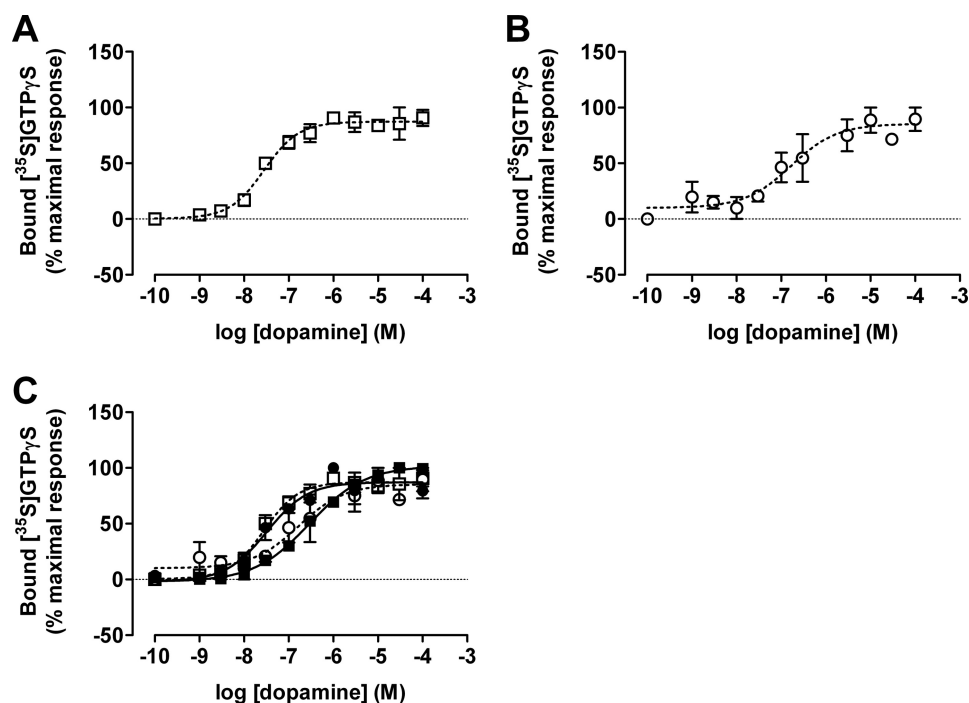 A
Bound [³⁵S]GTPγS
(% maximal response)
150
100
50
0
-50
-10 -9 -8 -7 -6 -5 -4 -3
log [dopamine] (M)
B
Bound [³⁵S]GTPγS
(% maximal response)
150
100
50
0
-50
-10 -9 -8 -7 -6 -5 -4 -3
log [dopamine] (M)
C
Bound [³⁵S]GTPγS
(% maximal response)
150
100
50
0
-50
-10 -9 -8 -7 -6 -5 -4 -3
log [dopamine] (M)